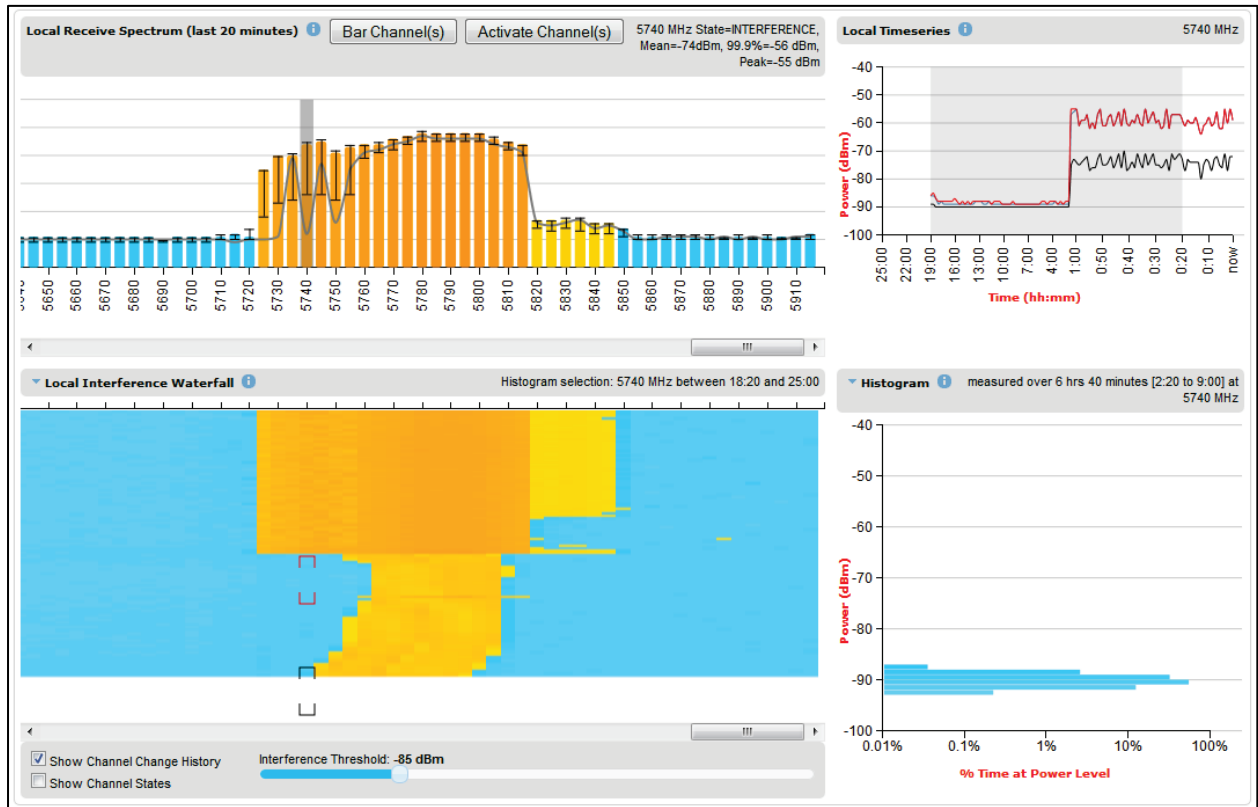 Local Receive Spectrum (last 20 minutes)
Bar Channel(s)
Activate Channel(s)
5740 MHz State=INTERFERENCE,
Mean=-74dBm, 99.9%=-56 dBm,
Peak=-55 dBm
5650
5660
5670
5680
5690
5700
5710
5720
5730
5740
5750
5760
5770
5780
5790
5800
5810
5820
5830
5840
5850
5860
5870
5880
5890
5900
5910
Local Timeseries
5740 MHz
-40
-50
-60
-70
-80
-90
-100
Power (dBm)
25:00
22:00
19:00
16:00
13:00
10:00
7:00
4:00
1:00
0:50
0:40
0:30
0:20
0:10
now
Time (hh:mm)
Local Interference Waterfall
Histogram selection: 5740 MHz between 18:20 and 25:00
Show Channel Change History
Show Channel States
Interference Threshold: -85 dBm
Histogram
measured over 6 hrs 40 minutes [2:20 to 9:00] at
5740 MHz
-40
-50
-60
-70
-80
-90
-100
Power (dBm)
0.01%
0.1%
1%
10%
100%
% Time at Power Level